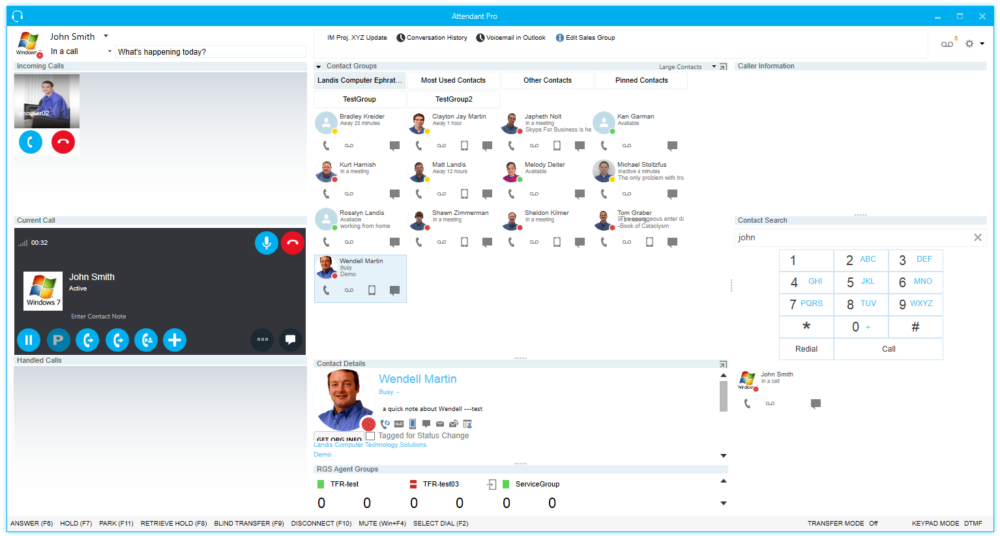 Attendant Pro
John Smith
Windows 7
In a call
What's happening today?
IM Proj. XYZ Update
Conversation History
Voicemail in Outlook
Edit Sales Group
5
Incoming Calls
lyncuser02
Current Call
00:32
Windows 7
John Smith
Active
Enter Contact Note
P
Handled Calls
Contact Groups
Large Contacts
Landis Computer Ephrat...
Most Used Contacts
Other Contacts
Pinned Contacts
TestGroup
TestGroup2
Bradley Kreider
Away 25 minutes
Clayton Jay Martin
Away 1 hour
Japheth Nolt
In a meeting
Skype For Business is he
Ken Garman
Available
Kurt Harnish
In a meeting
Matt Landis
Away 12 hours
Melody Deiter
Available
Michael Stoltzfus
Inactive 4 minutes
The only problem with tro
Rosalyn Landis
Available
working from home
Shawn Zimmerman
In a meeting
Sheldon Kilmer
In a meeting
Tom Graber
In a meeting
"The courageous enter da
-Book of Cataclysm
Wendell Martin
Busy
Demo
Contact Details
Wendell Martin
Busy -
a quick note about Wendell ---test
GET ORG INFO
Tagged for Status Change
Landis Computer Technology Solutions
Demo
RGS Agent Groups
TFR-test
TFR-test03
ServiceGroup
0 0 0 0 0 0
Caller Information
Contact Search
john
1 2 ABC 3 DEF
4 GHI 5 JKL 6 MNO
7 PQRS 8 TUV 9 WXYZ
* 0 + #
Redial Call
John Smith
In a call
Windows
ANSWER (F6) HOLD (F7) PARK (F11) RETRIEVE HOLD (F8) BLIND TRANSFER (F9) DISCONNECT (F10) MUTE (Win+F4) SELECT DIAL (F2)
TRANSFER MODE Off KEYPAD MODE DTMF